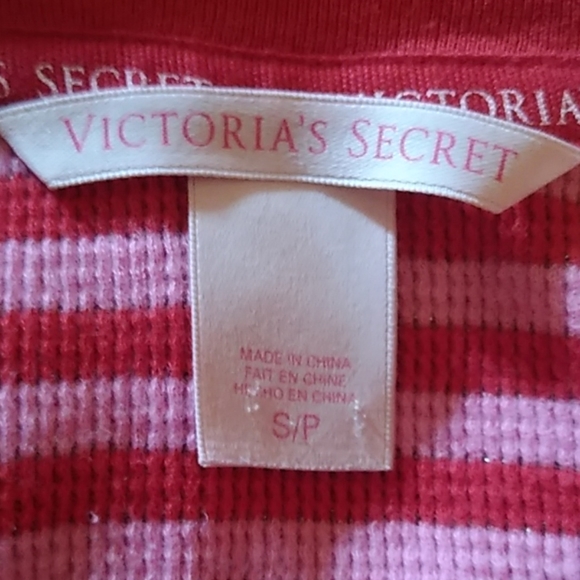 S SECRET VICTORIA
VICTORIA'S SECRET
MADE IN CHINA
FAIT EN CHINE
HECHO EN CHINA
S/P